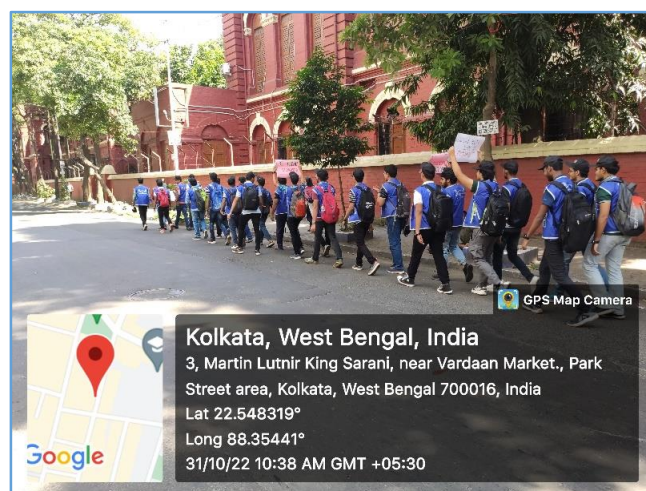 GPS Map Camera
Kolkata, West Bengal, India
3, Martin Lutnir King Sarani, near Vardaan Market., Park
Street area, Kolkata, West Bengal 700016, India
Lat 22.548319°
Long 88.35441°
31/10/22 10:38 AM GMT +05:30
Google